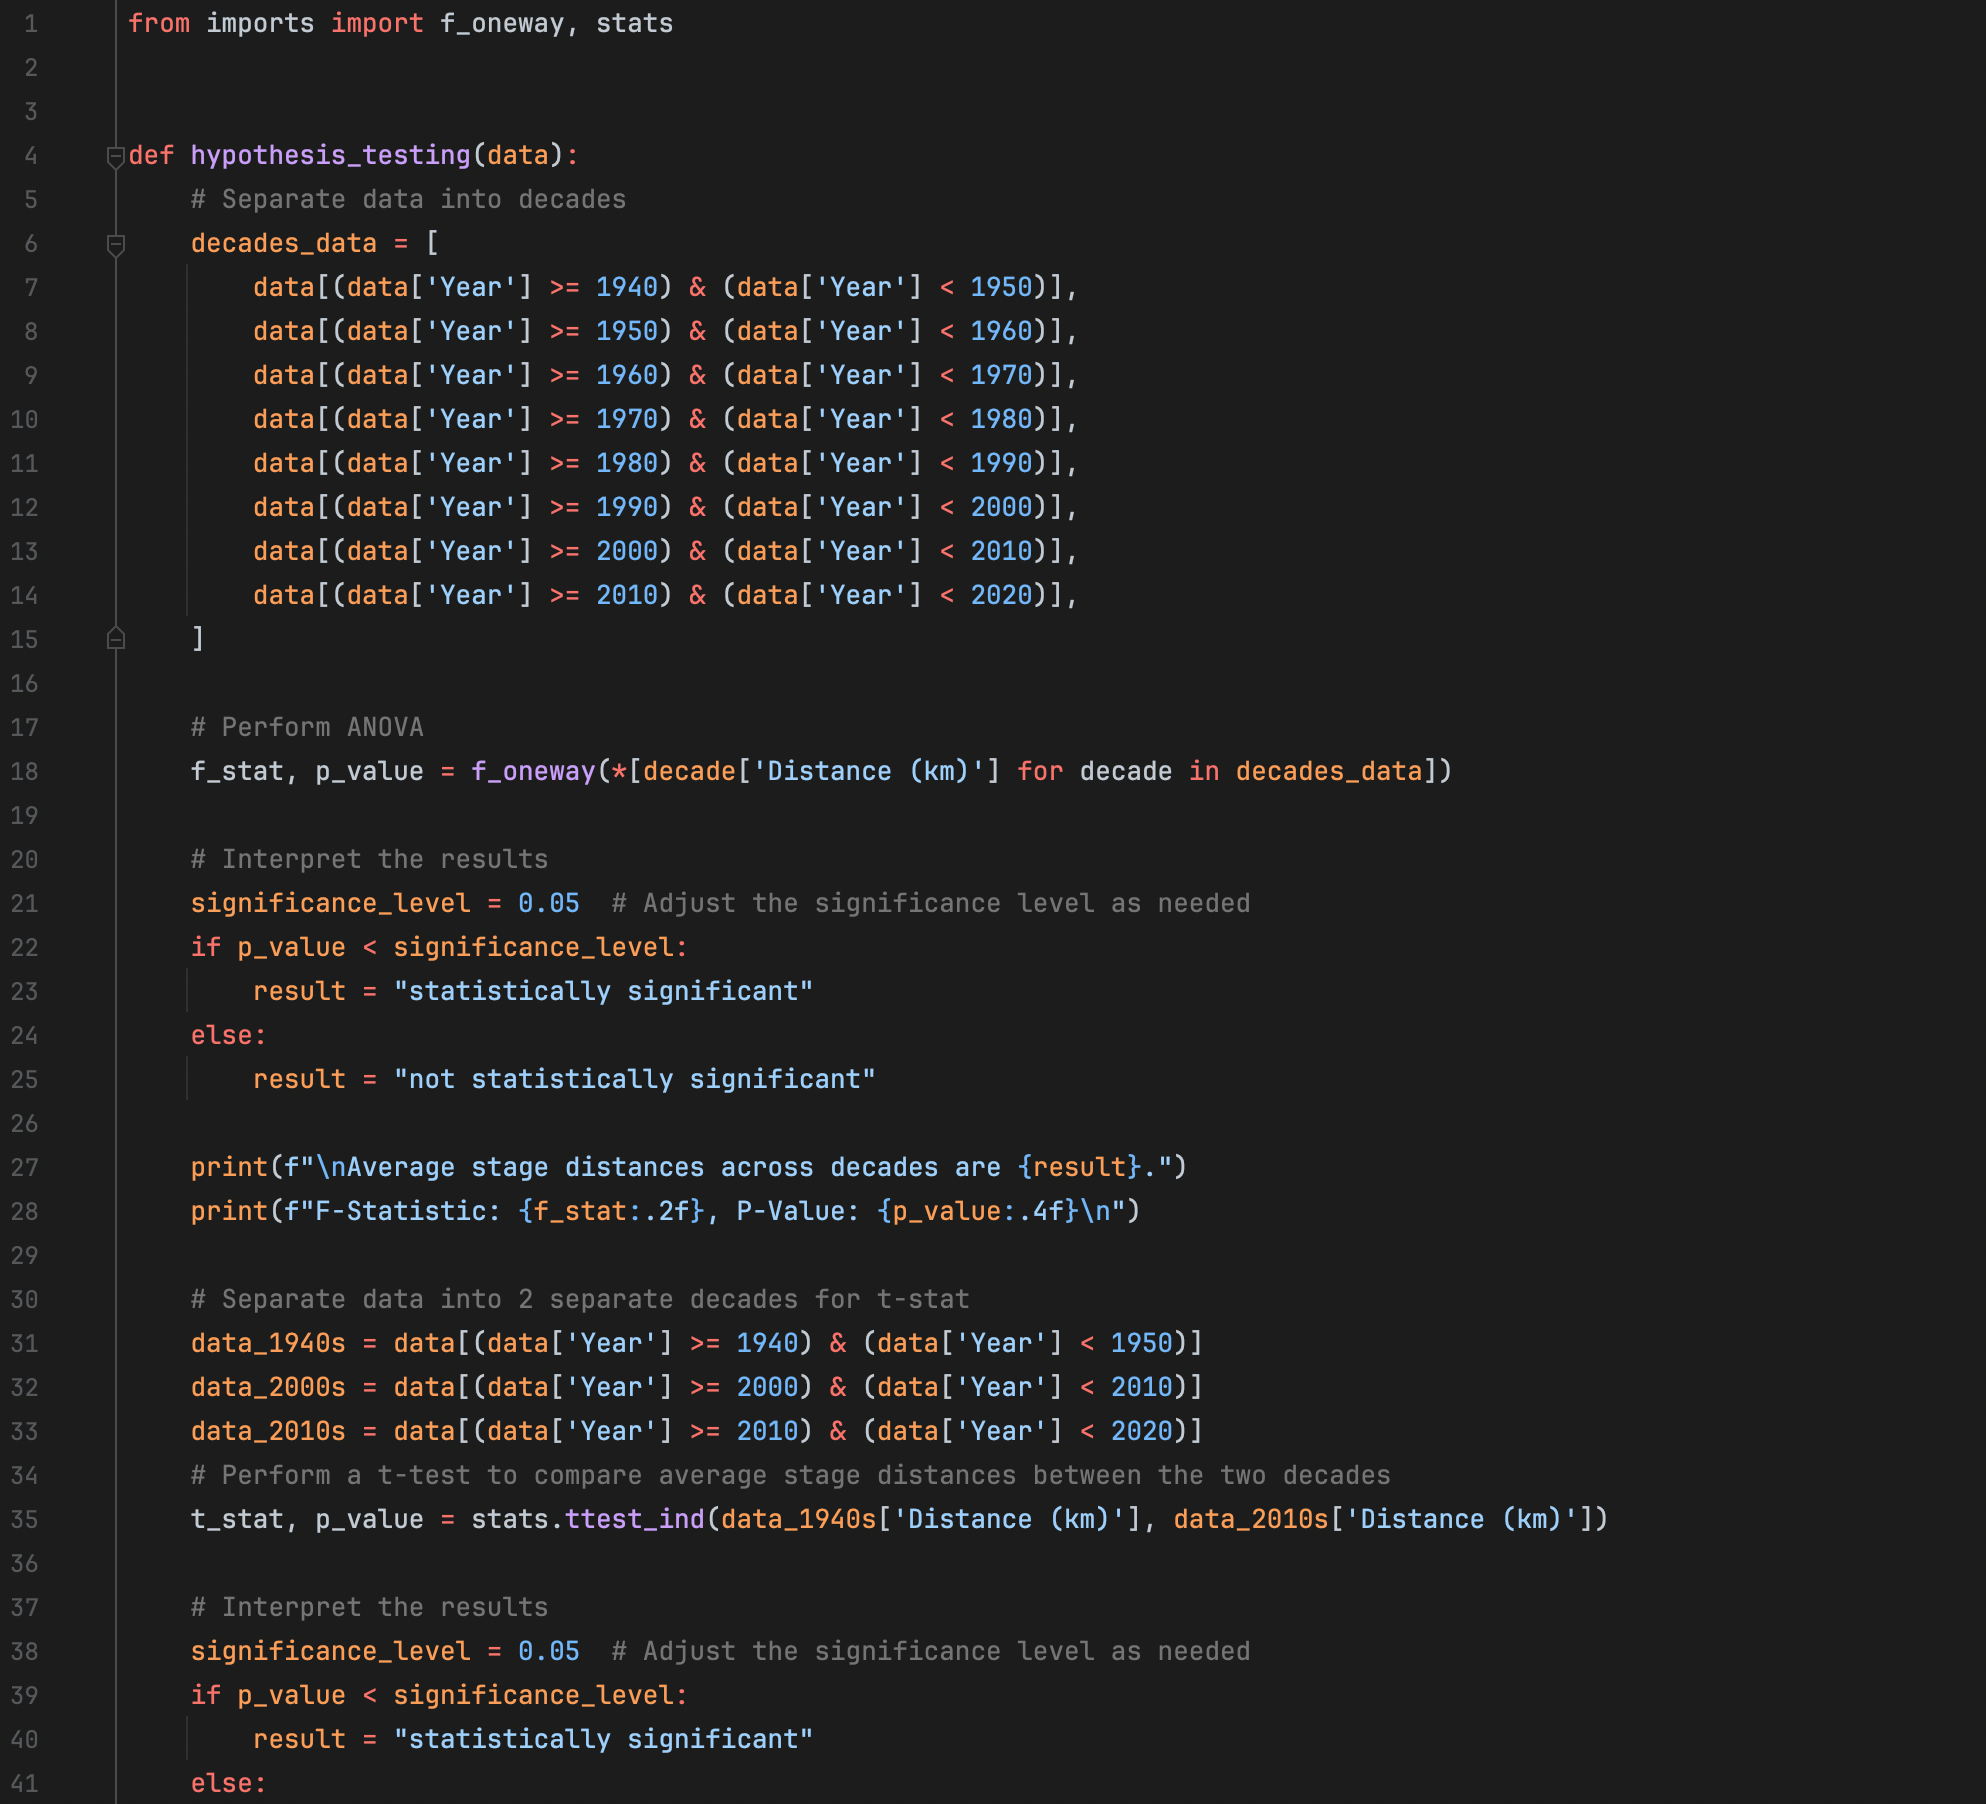 1 from imports import f_oneway, stats
2
3
4 def hypothesis_testing(data):
5     # Separate data into decades
6     decades_data = [
7         data[(data['Year'] >= 1940) & (data['Year'] < 1950)],
8         data[(data['Year'] >= 1950) & (data['Year'] < 1960)],
9         data[(data['Year'] >= 1960) & (data['Year'] < 1970)],
10         data[(data['Year'] >= 1970) & (data['Year'] < 1980)],
11         data[(data['Year'] >= 1980) & (data['Year'] < 1990)],
12         data[(data['Year'] >= 1990) & (data['Year'] < 2000)],
13         data[(data['Year'] >= 2000) & (data['Year'] < 2010)],
14         data[(data['Year'] >= 2010) & (data['Year'] < 2020)],
15     ]
16
17     # Perform ANOVA
18     f_stat, p_value = f_oneway(*[decade['Distance (km)'] for decade in decades_data])
19
20     # Interpret the results
21     significance_level = 0.05  # Adjust the significance level as needed
22     if p_value < significance_level:
23         result = "statistically significant"
24     else:
25         result = "not statistically significant"
26
27     print(f"\nAverage stage distances across decades are {result}.")
28     print(f"F-Statistic: {f_stat:.2f}, P-Value: {p_value:.4f}\n")
29
30     # Separate data into 2 separate decades for t-stat
31     data_1940s = data[(data['Year'] >= 1940) & (data['Year'] < 1950)]
32     data_2000s = data[(data['Year'] >= 2000) & (data['Year'] < 2010)]
33     data_2010s = data[(data['Year'] >= 2010) & (data['Year'] < 2020)]
34     # Perform a t-test to compare average stage distances between the two decades
35     t_stat, p_value = stats.ttest_ind(data_1940s['Distance (km)'], data_2010s['Distance (km)'])
36
37     # Interpret the results
38     significance_level = 0.05  # Adjust the significance level as needed
39     if p_value < significance_level:
40         result = "statistically significant"
41     else: